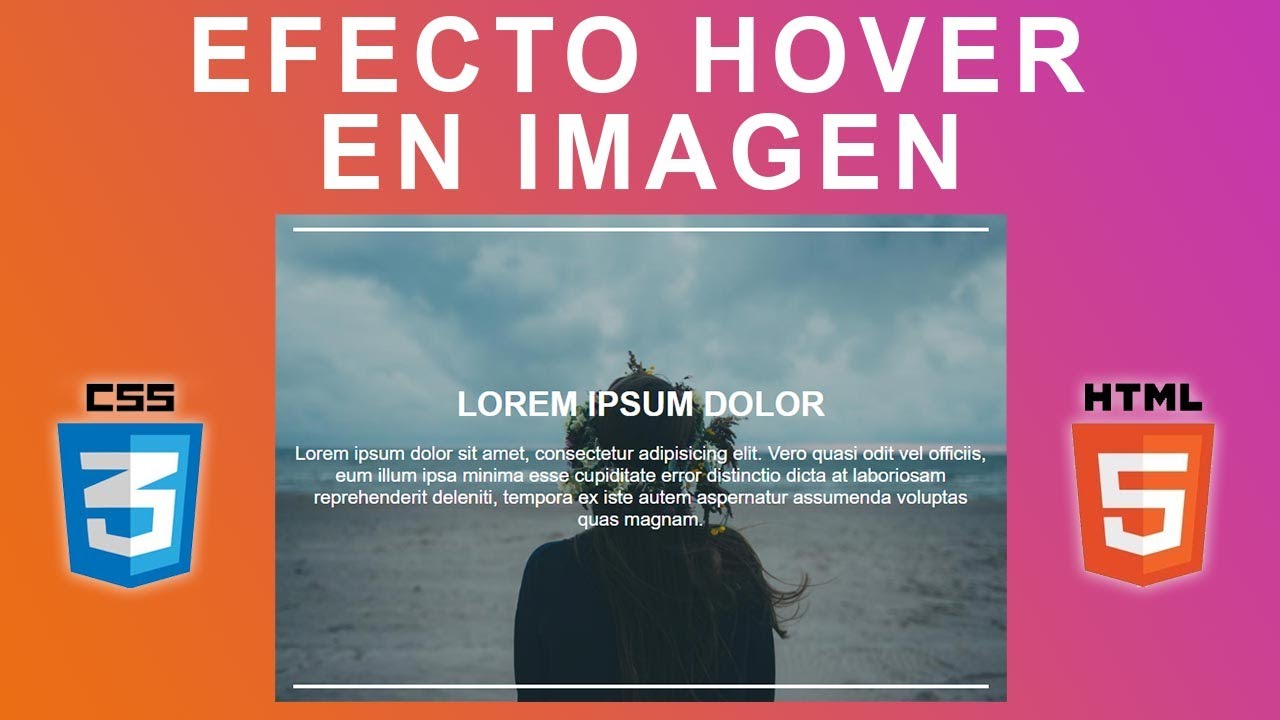 EFECTO HOVER
EN IMAGEN
CSS
3
HTML
5
LOREM IPSUM DOLOR
Lorem ipsum dolor sit amet, consectetur adipisicing elit. Vero quasi odit vel officiis,
eum illum ipsa minima esse cupiditate error distinctio dicta at laboriosam
reprehenderit deleniti, tempora ex iste autem aspernatur assumenda voluptas
quas magnam.